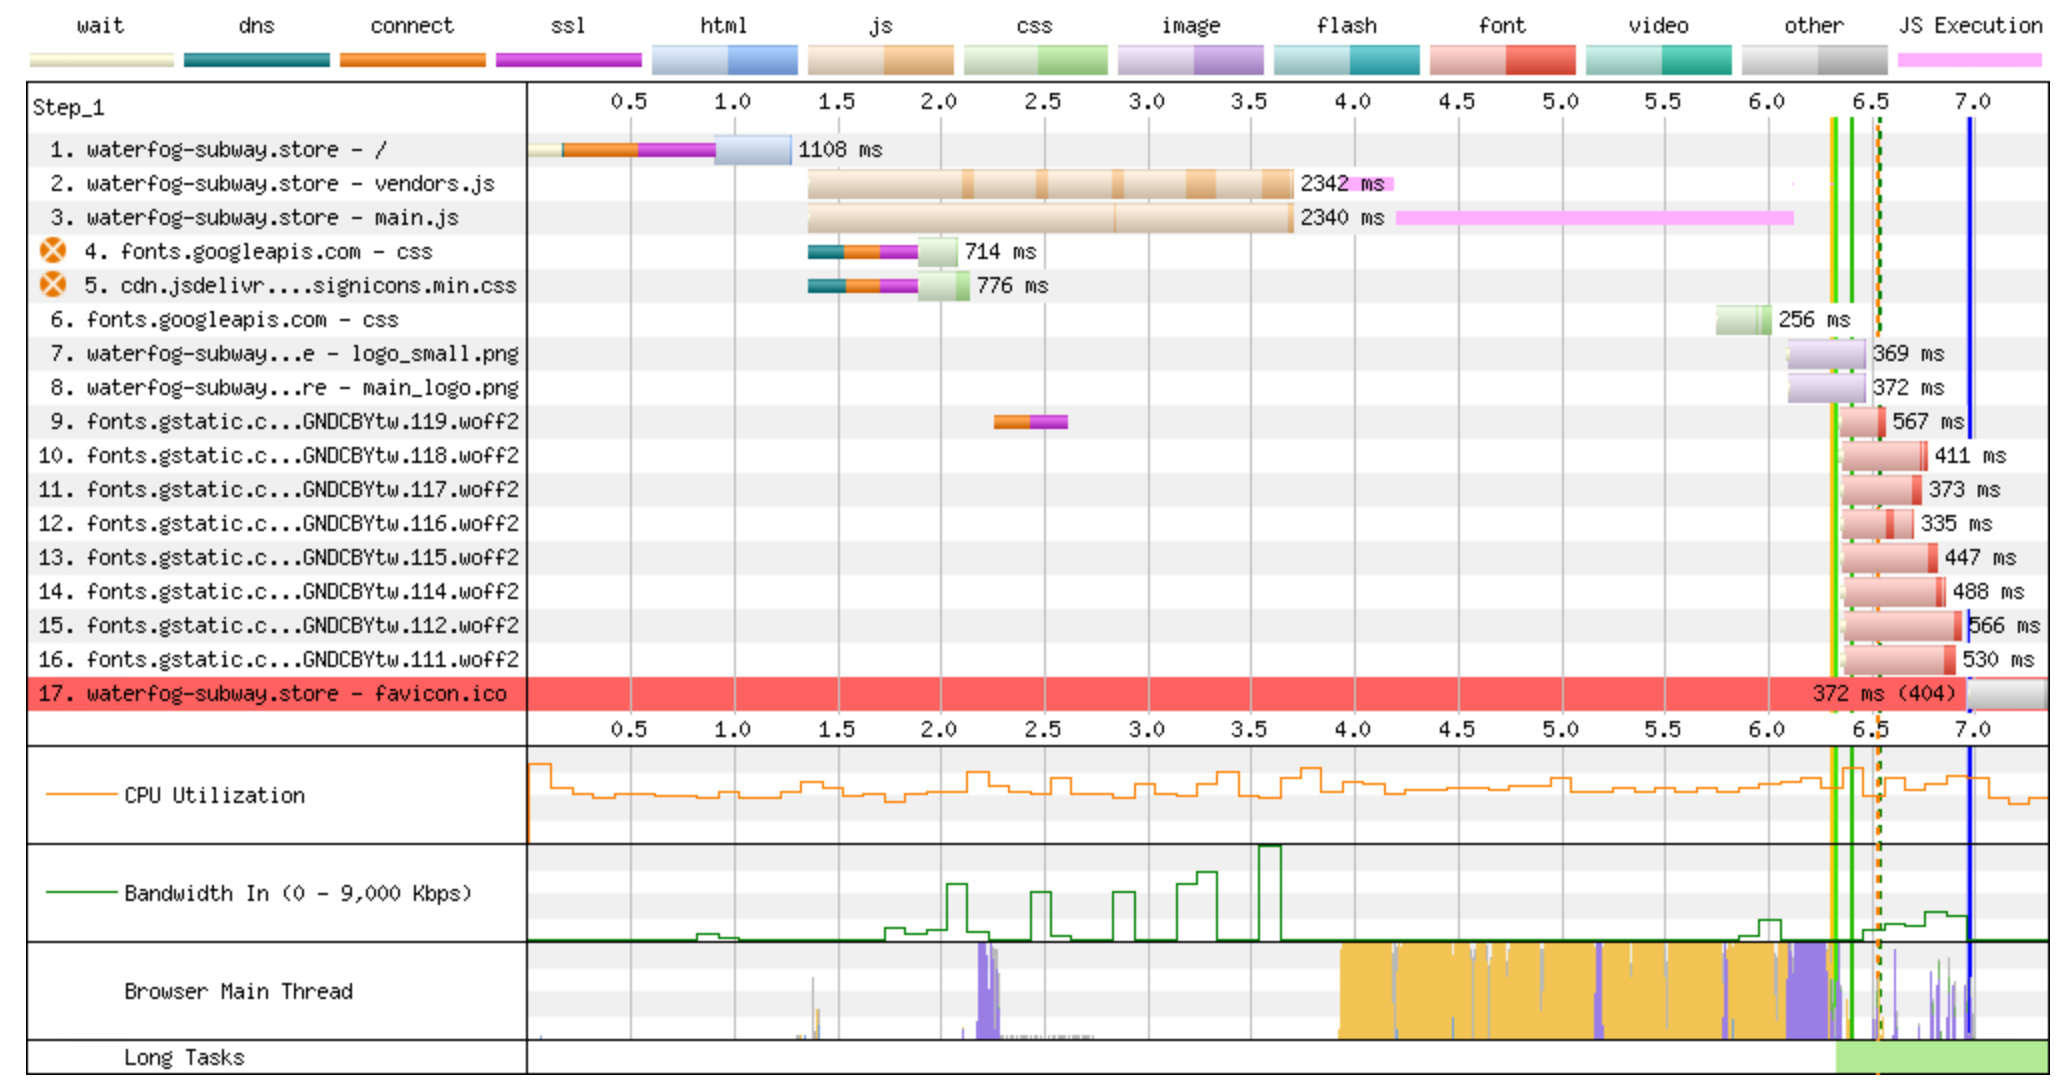 wait dns connect ssl html js css image flash font video other JS Execution
Step_1 0.5 1.0 1.5 2.0 2.5 3.0 3.5 4.0 4.5 5.0 5.5 6.0 6.5 7.0
1. waterfog-subway.store - / 1108 ms
2. waterfog-subway.store - vendors.js 2342 ms
3. waterfog-subway.store - main.js 2340 ms
4. fonts.googleapis.com - css 714 ms
5. cdn.jsdelivr....signicons.min.css 776 ms
6. fonts.googleapis.com - css 256 ms
7. waterfog-subway...e - logo_small.png 369 ms
8. waterfog-subway...re - main_logo.png 372 ms
9. fonts.gstatic.c...GNDCBYtw.119.woff2 567 ms
10. fonts.gstatic.c...GNDCBYtw.118.woff2 411 ms
11. fonts.gstatic.c...GNDCBYtw.117.woff2 373 ms
12. fonts.gstatic.c...GNDCBYtw.116.woff2 335 ms
13. fonts.gstatic.c...GNDCBYtw.115.woff2 447 ms
14. fonts.gstatic.c...GNDCBYtw.114.woff2 488 ms
15. fonts.gstatic.c...GNDCBYtw.112.woff2 566 ms
16. fonts.gstatic.c...GNDCBYtw.111.woff2 530 ms
17. waterfog-subway.store - favicon.ico 372 ms (404)
0.5 1.0 1.5 2.0 2.5 3.0 3.5 4.0 4.5 5.0 5.5 6.0 6.5 7.0
CPU Utilization
Bandwidth In (0 - 9,000 Kbps)
Browser Main Thread
Long Tasks